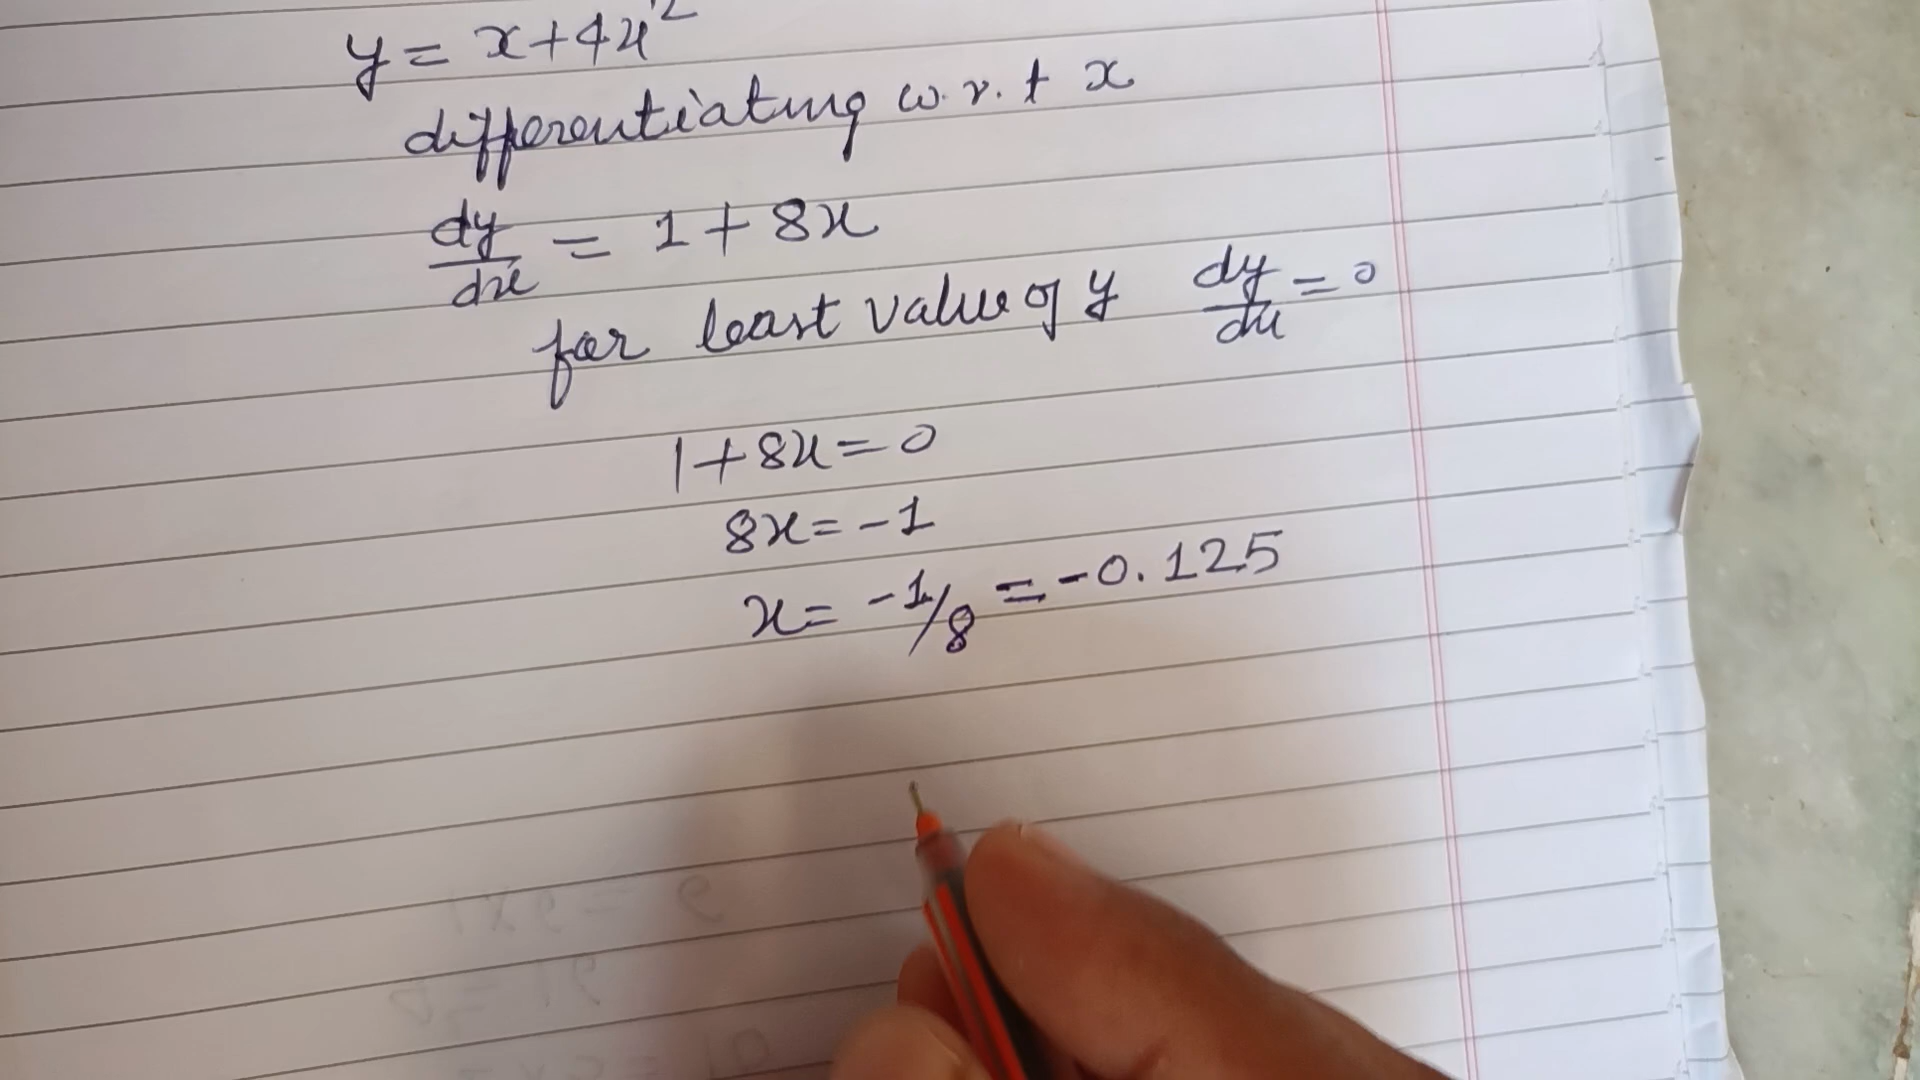 y = x+4x²
differentiating w.r.t x
dy/dx = 1 + 8x
for least value of y dy/dx = 0
1+8x=0
8x=-1
x= -1/8 = -0.125